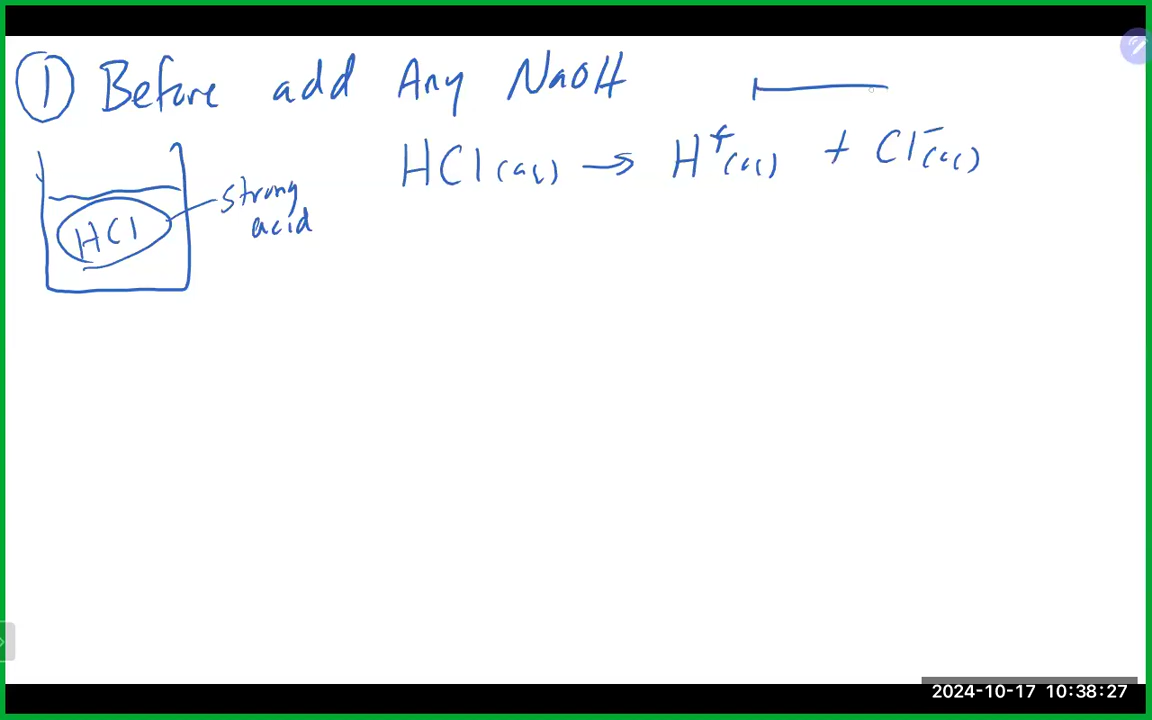 ① Before add Any NaOH
HCl(aq) → H⁺(aq) + Cl⁻(aq)
HCl
strong
acid
2024-10-17 10:38:27